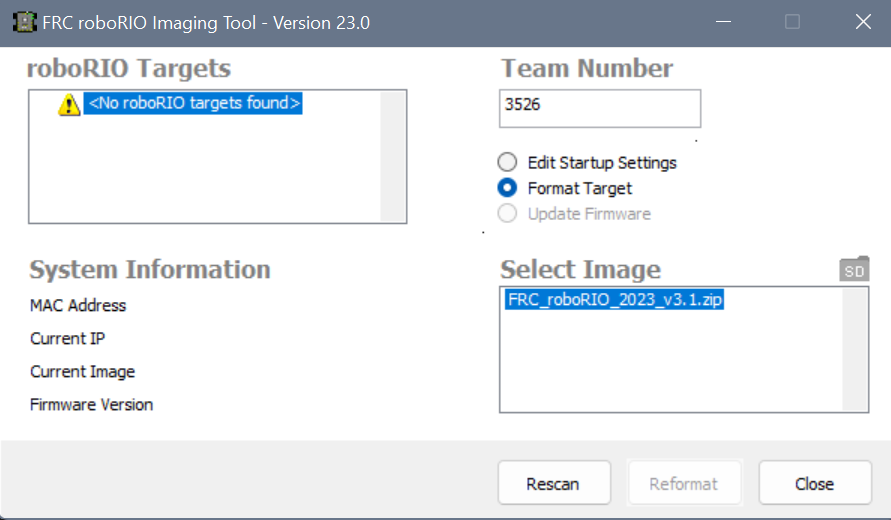 FRC roboRIO Imaging Tool - Version 23.0
roboRIO Targets
<No roboRIO targets found>
Team Number
3526
Edit Startup Settings
Format Target
Update Firmware
System Information
MAC Address
Current IP
Current Image
Firmware Version
Select Image
SD
FRC_roboRIO_2023_v3.1.zip
Rescan
Reformat
Close